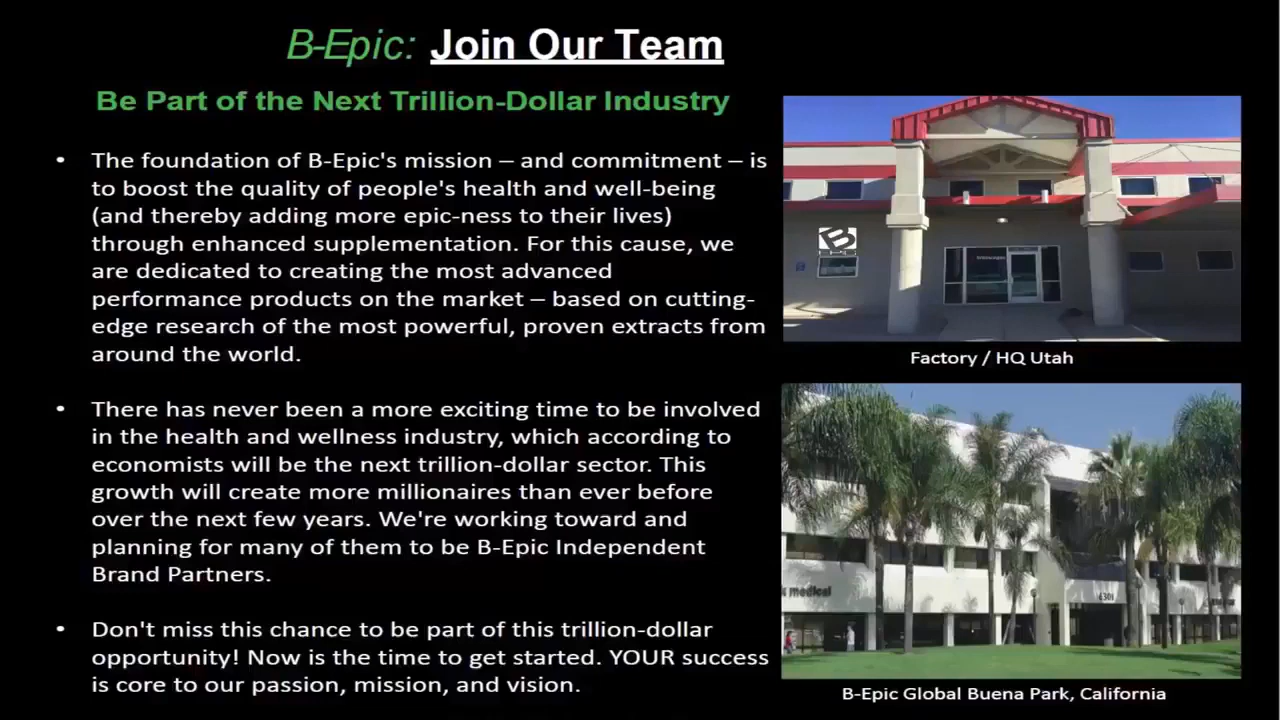 B-Epic: Join Our Team
Be Part of the Next Trillion-Dollar Industry
• The foundation of B-Epic's mission – and commitment – is
to boost the quality of people's health and well-being
(and thereby adding more epic-ness to their lives)
through enhanced supplementation. For this cause, we
are dedicated to creating the most advanced
performance products on the market – based on cutting-
edge research of the most powerful, proven extracts from
around the world.
• There has never been a more exciting time to be involved
in the health and wellness industry, which according to
economists will be the next trillion-dollar sector. This
growth will create more millionaires than ever before
over the next few years. We're working toward and
planning for many of them to be B-Epic Independent
Brand Partners.
• Don't miss this chance to be part of this trillion-dollar
opportunity! Now is the time to get started. YOUR success
is core to our passion, mission, and vision.
B
Factory / HQ Utah
medical
6301
B-Epic Global Buena Park, California